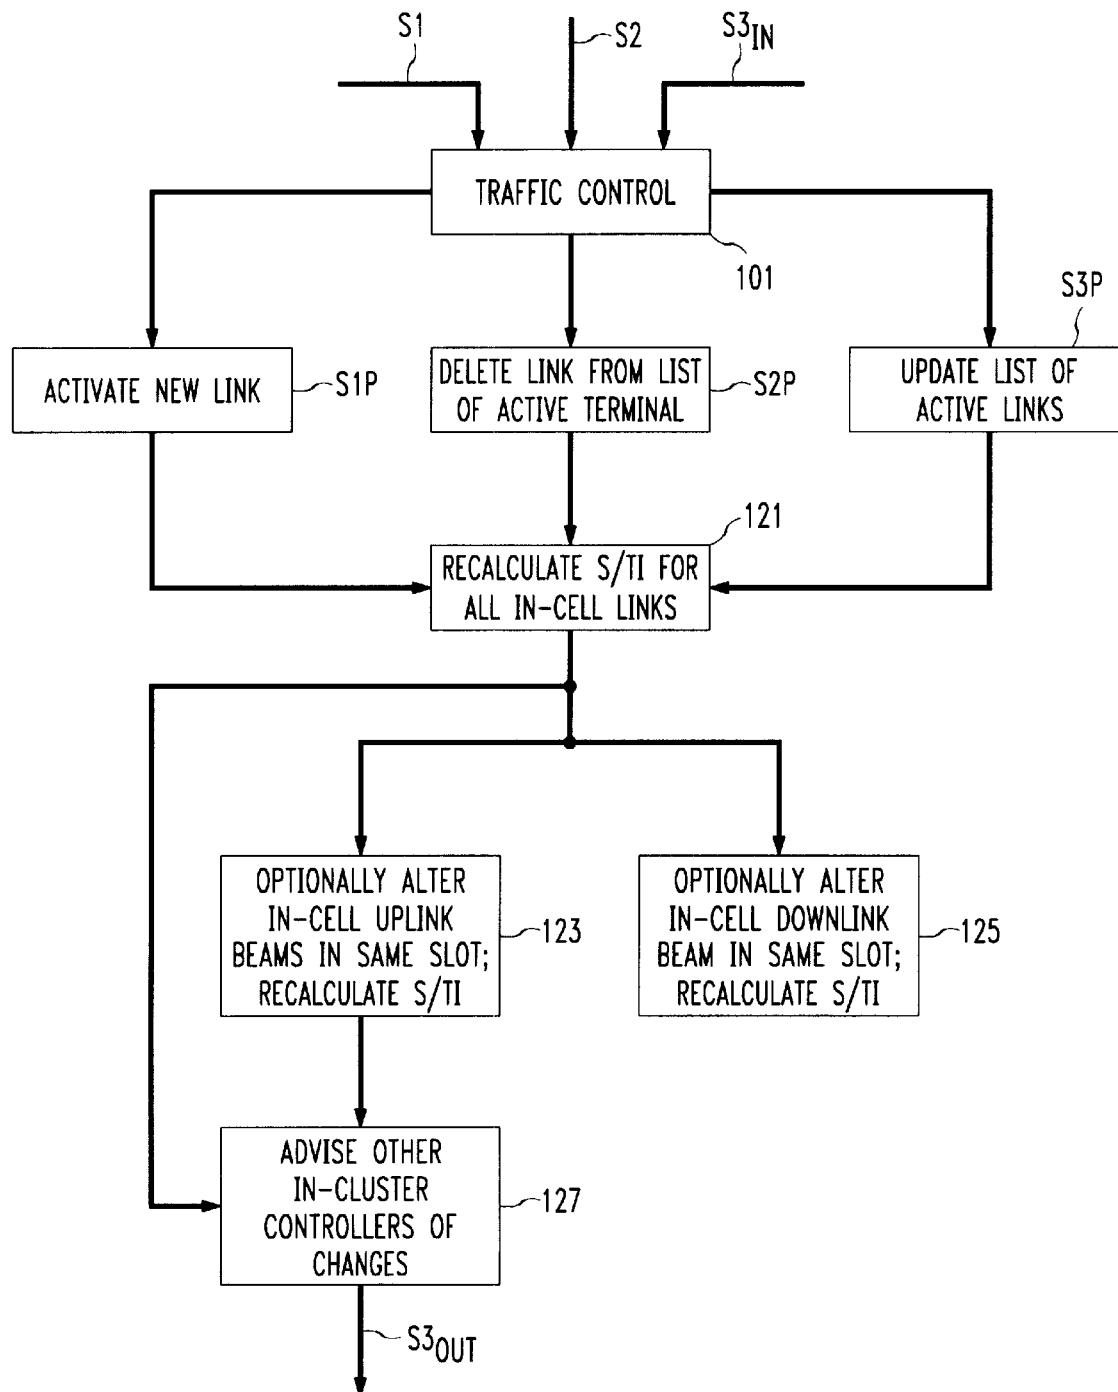 S1
S2
S3IN
TRAFFIC CONTROL
101
S3P
ACTIVATE NEW LINK
S1P
DELETE LINK FROM LIST
OF ACTIVE TERMINAL
S2P
UPDATE LIST OF
ACTIVE LINKS
121
RECALCULATE S/TI FOR
ALL IN-CELL LINKS
OPTIONALLY ALTER
IN-CELL UPLINK
BEAMS IN SAME SLOT;
RECALCULATE S/TI
123
OPTIONALLY ALTER
IN-CELL DOWNLINK
BEAM IN SAME SLOT;
RECALCULATE S/TI
125
ADVISE OTHER
IN-CLUSTER
CONTROLLERS OF
CHANGES
127
S3OUT